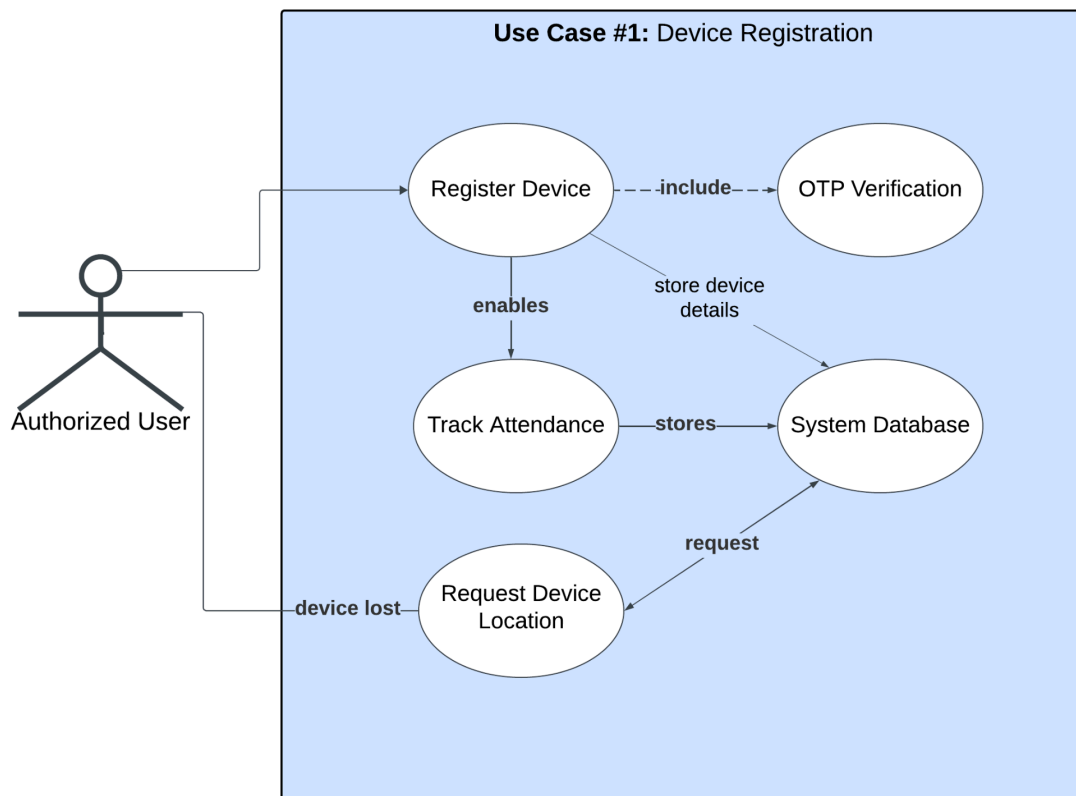 Use Case #1: Device Registration
Register Device
include
OTP Verification
enables
store device
details
Authorized User
Track Attendance
stores
System Database
request
Request Device
Location
device lost